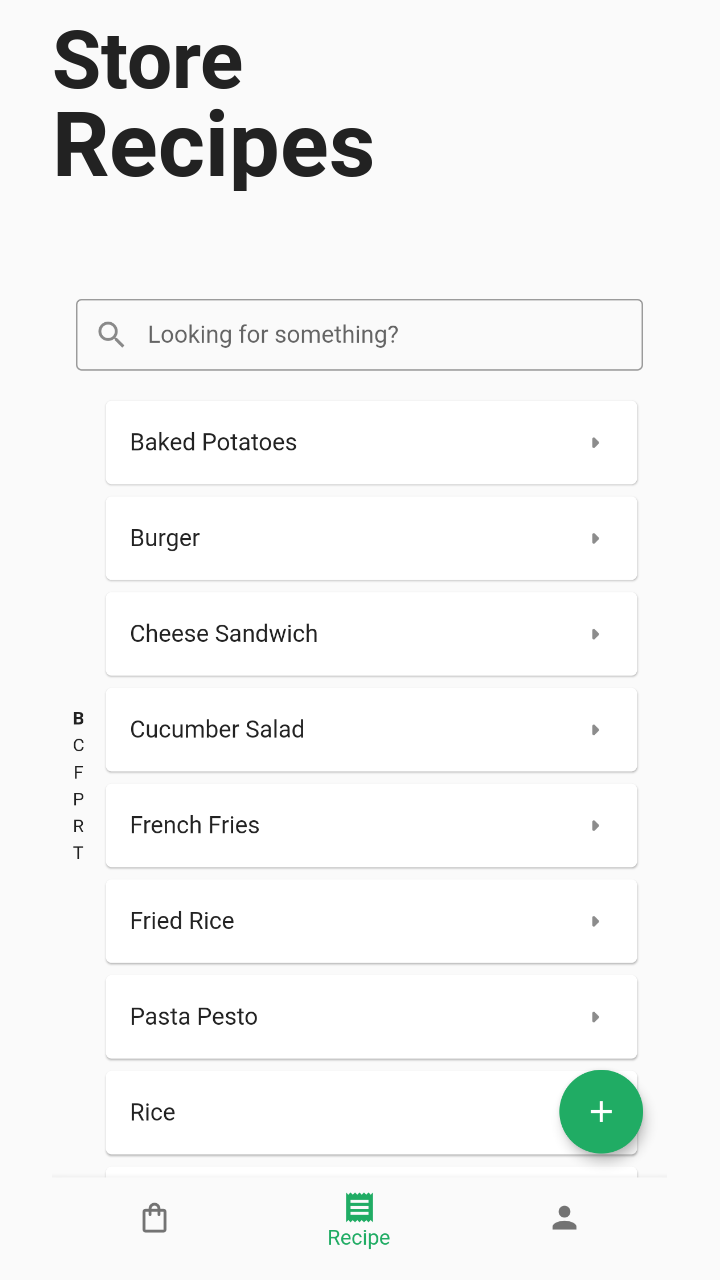 Store
Recipes
Looking for something?
Baked Potatoes
Burger
Cheese Sandwich
Cucumber Salad
French Fries
Fried Rice
Pasta Pesto
Rice
B
C
F
P
R
T
Recipe